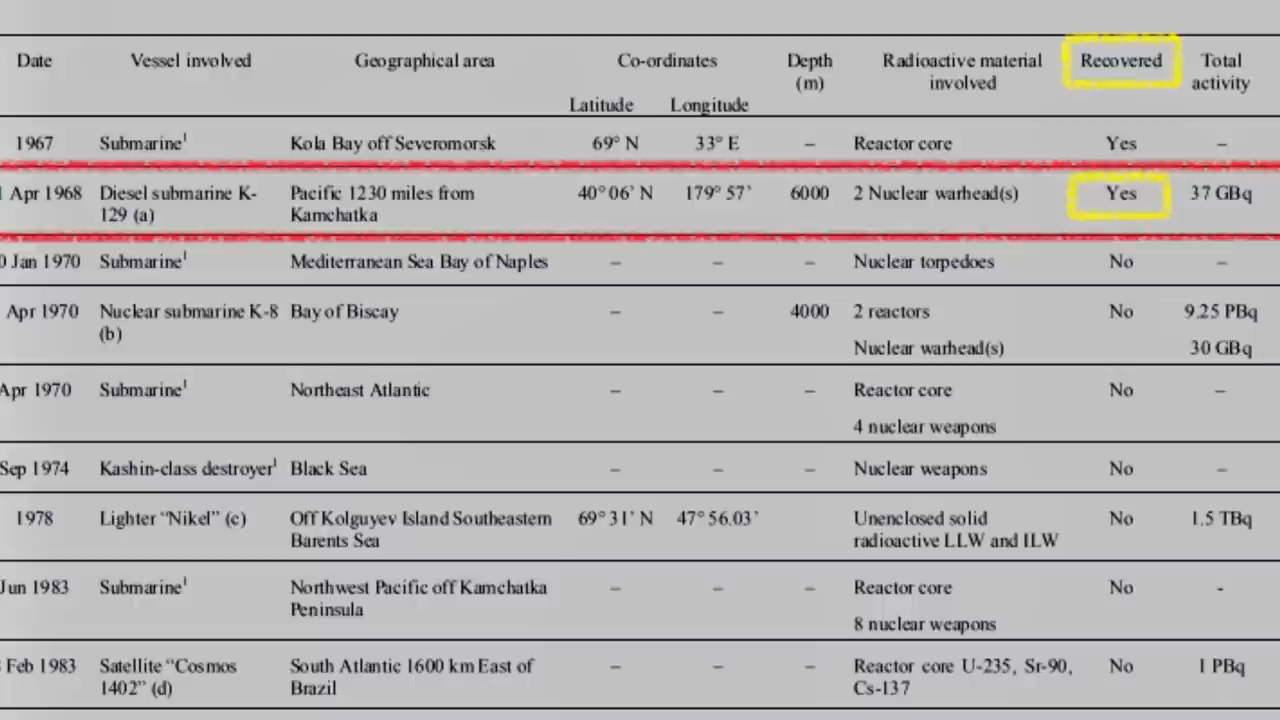 Date Vessel involved Geographical area Co-ordinates Depth Radioactive material Recovered Total
(m) involved activity
Latitude Longitude
1967 Submarine¹ Kola Bay off Severomorsk 69° N 33° E – Reactor core Yes –
1 Apr 1968 Diesel submarine K- Pacific 1230 miles from 40° 06’ N 179° 57’ 6000 2 Nuclear warhead(s) Yes 37 GBq
129 (a) Kamchatka
0 Jan 1970 Submarine¹ Mediterranean Sea Bay of Naples – – – Nuclear torpedoes No –
Apr 1970 Nuclear submarine K-8 Bay of Biscay – – 4000 2 reactors No 9.25 PBq
(b)
Nuclear warhead(s) 30 GBq
Apr 1970 Submarine¹ Northeast Atlantic – – – Reactor core No –
4 nuclear weapons
Sep 1974 Kashin-class destroyer¹ Black Sea – – – Nuclear weapons No –
1978 Lighter “Nikel” (c) Off Kolguyev Island Southeastern 69° 31’ N 47° 56.03’ Unenclosed solid No 1.5 TBq
Barents Sea radioactive LLW and ILW
Jun 1983 Submarine¹ Northwest Pacific off Kamchatka – – – Reactor core No -
Peninsula
8 nuclear weapons
Feb 1983 Satellite “Cosmos South Atlantic 1600 km East of – – – Reactor core U-235, Sr-90, No 1 PBq
1402” (d) Brazil Cs-137